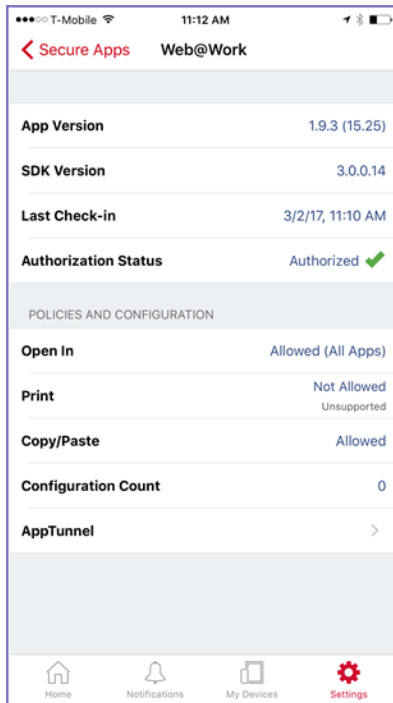 T-Mobile 11:12 AM
Secure Apps Web@Work
App Version 1.9.3 (15.25)
SDK Version 3.0.0.14
Last Check-in 3/2/17, 11:10 AM
Authorization Status Authorized
POLICIES AND CONFIGURATION
Open In Allowed (All Apps)
Print Not Allowed
Unsupported
Copy/Paste Allowed
Configuration Count 0
AppTunnel
Home Notifications My Devices Settings